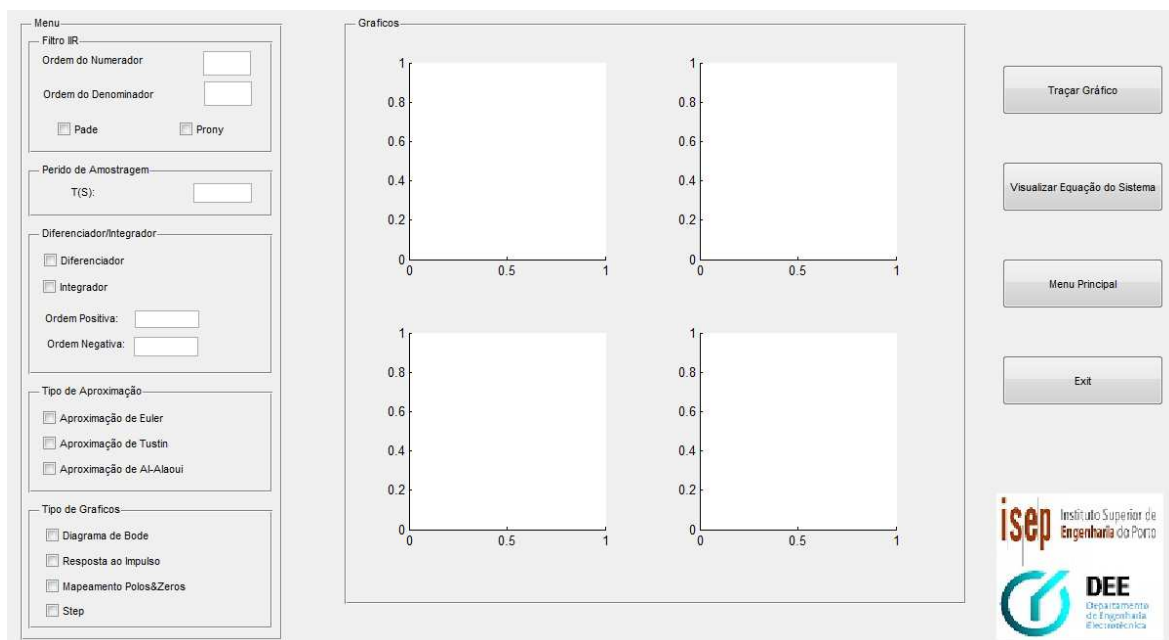 Menu
Filtro IIR
Ordem do Numerador
Ordem do Denominador
Pade
Prony
Perido de Amostragem
T(S):
Diferenciador/Integrador
Diferenciador
Integrador
Ordem Positiva:
Ordem Negativa:
Tipo de Aproximação
Aproximação de Euler
Aproximação de Tustin
Aproximação de Al-Alaoui
Tipo de Graficos
Diagrama de Bode
Resposta ao Impulso
Mapeamento Polos&Zeros
Step
Graficos
1
0.8
0.6
0.4
0.2
0
0 0.5 1
1
0.8
0.6
0.4
0.2
0
0 0.5 1
1
0.8
0.6
0.4
0.2
0
0 0.5 1
1
0.8
0.6
0.4
0.2
0
0 0.5 1
Traçar Gráfico
Visualizar Equação do Sistema
Menu Principal
Exit
isep
Instituto Superior de
Engenharia do Porto
DEE
Departamento
de Engenharia
Electrotécnica